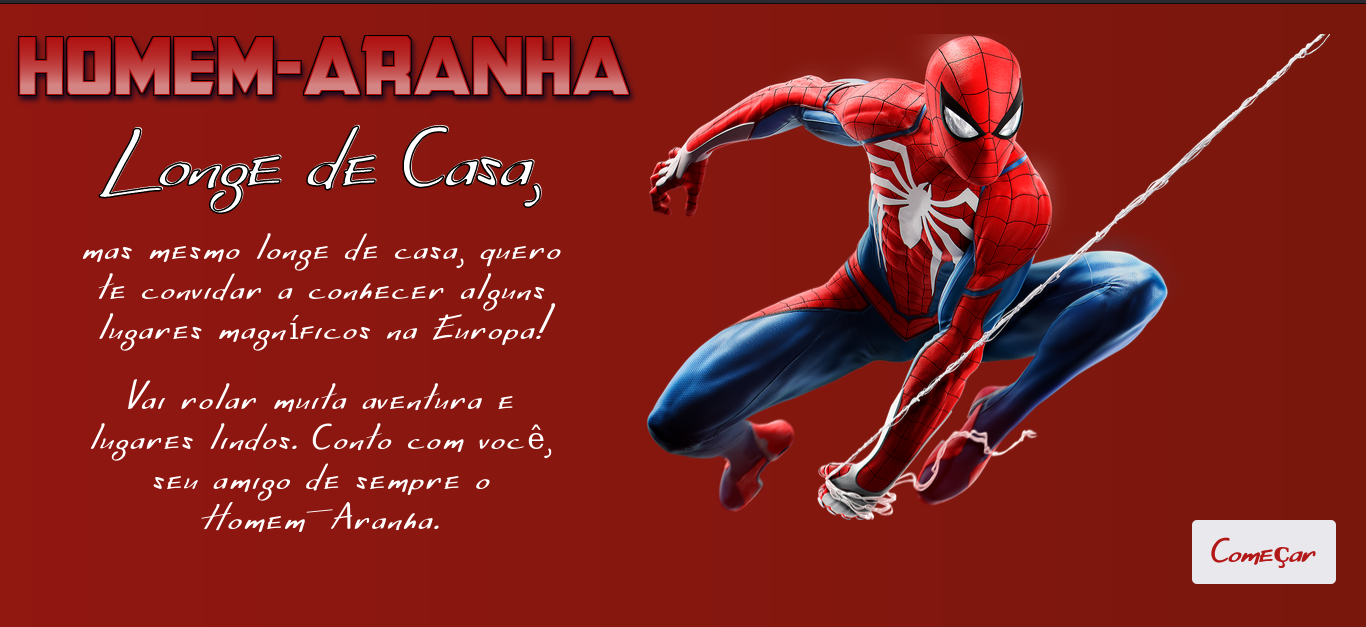 HOMEM-ARANHA
Longe de Casa,
mas mesmo longe de casa, quero
te convidar a conhecer alguns
lugares magníficos na Europa!
Vai rolar muita aventura e
lugares lindos. Conto com você,
seu amigo de sempre o
Homem-Aranha.
Começar